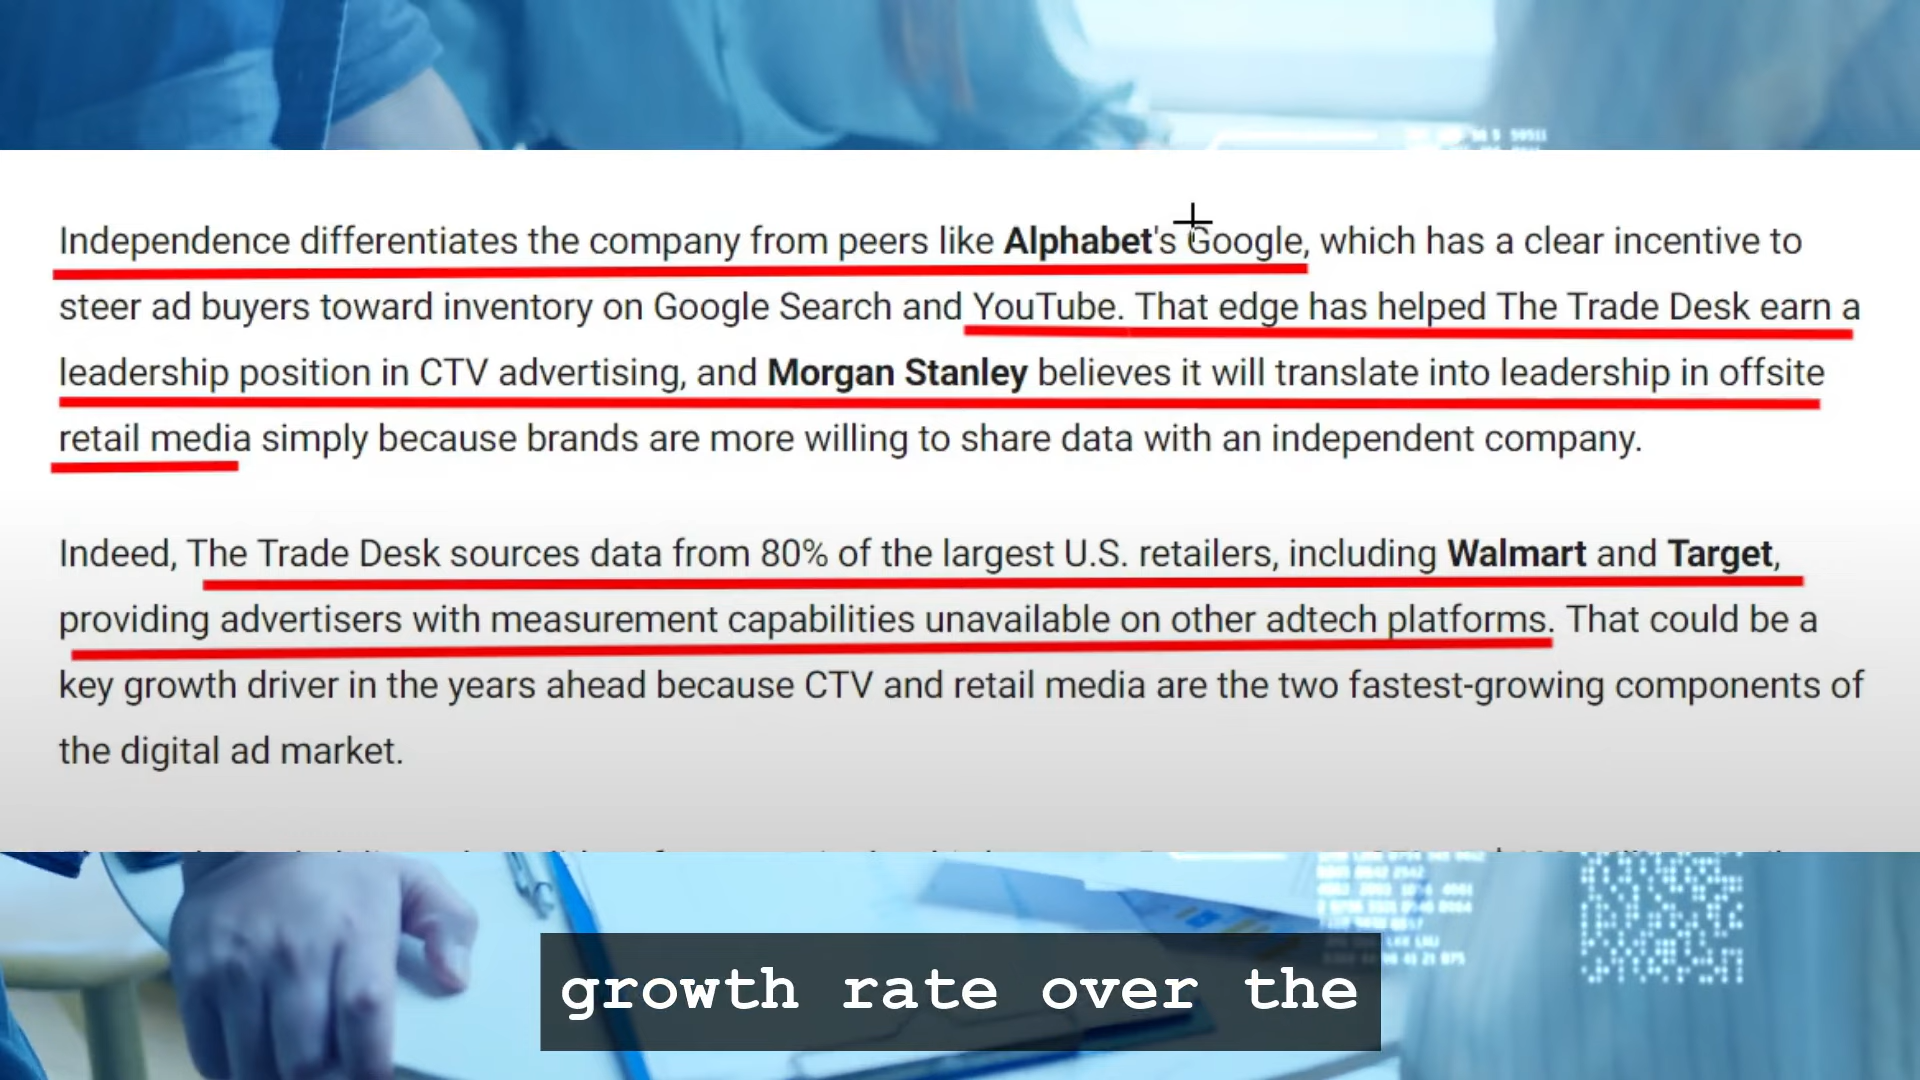 Independence differentiates the company from peers like Alphabet's Google, which has a clear incentive to
steer ad buyers toward inventory on Google Search and YouTube. That edge has helped The Trade Desk earn a
leadership position in CTV advertising, and Morgan Stanley believes it will translate into leadership in offsite
retail media simply because brands are more willing to share data with an independent company.
Indeed, The Trade Desk sources data from 80% of the largest U.S. retailers, including Walmart and Target,
providing advertisers with measurement capabilities unavailable on other adtech platforms. That could be a
key growth driver in the years ahead because CTV and retail media are the two fastest-growing components of
the digital ad market.
growth rate over the